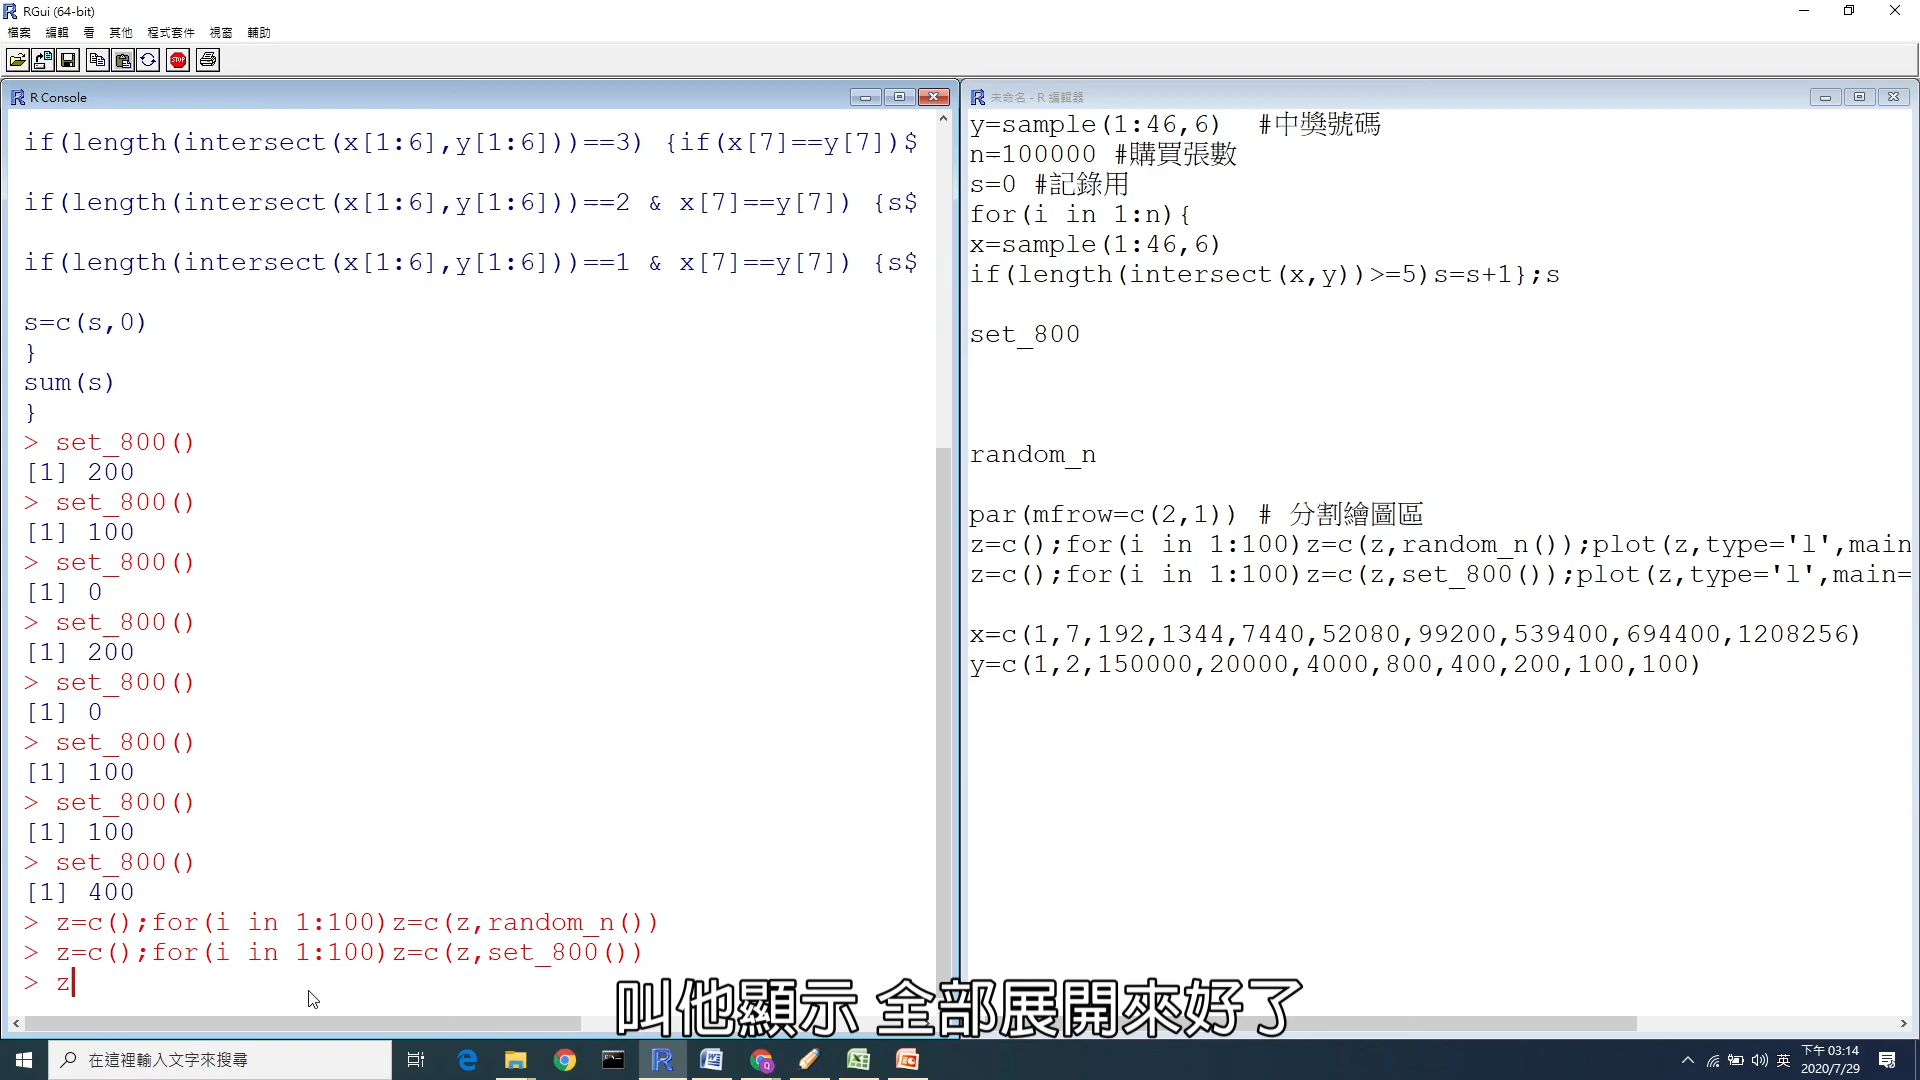 RGui (64-bit)
檔案 編輯 看 其他 程式套件 視窗 輔助
STOP
R Console
if(length(intersect(x[1:6],y[1:6]))==3) {if(x[7]==y[7])$
if(length(intersect(x[1:6],y[1:6]))==2 & x[7]==y[7]) {s$
if(length(intersect(x[1:6],y[1:6]))==1 & x[7]==y[7]) {s$
s=c(s,0)
}
sum(s)
}
> set_800()
[1] 200
> set_800()
[1] 100
> set_800()
[1] 0
> set_800()
[1] 200
> set_800()
[1] 0
> set_800()
[1] 100
> set_800()
[1] 100
> set_800()
[1] 400
> z=c();for(i in 1:100)z=c(z,random_n())
> z=c();for(i in 1:100)z=c(z,set_800())
> z
未命名 - R 編輯器
y=sample(1:46,6) #中獎號碼
n=100000 #購買張數
s=0 #記錄用
for(i in 1:n){
x=sample(1:46,6)
if(length(intersect(x,y))>=5)s=s+1};s
set_800
random_n
par(mfrow=c(2,1)) # 分割繪圖區
z=c();for(i in 1:100)z=c(z,random_n());plot(z,type='l',main
z=c();for(i in 1:100)z=c(z,set_800());plot(z,type='l',main=
x=c(1,7,192,1344,7440,52080,99200,539400,694400,1208256)
y=c(1,2,150000,20000,4000,800,400,200,100,100)
叫他顯示 全部展開來好了
在這裡輸入文字來搜尋
英
下午 03:14
2020/7/29